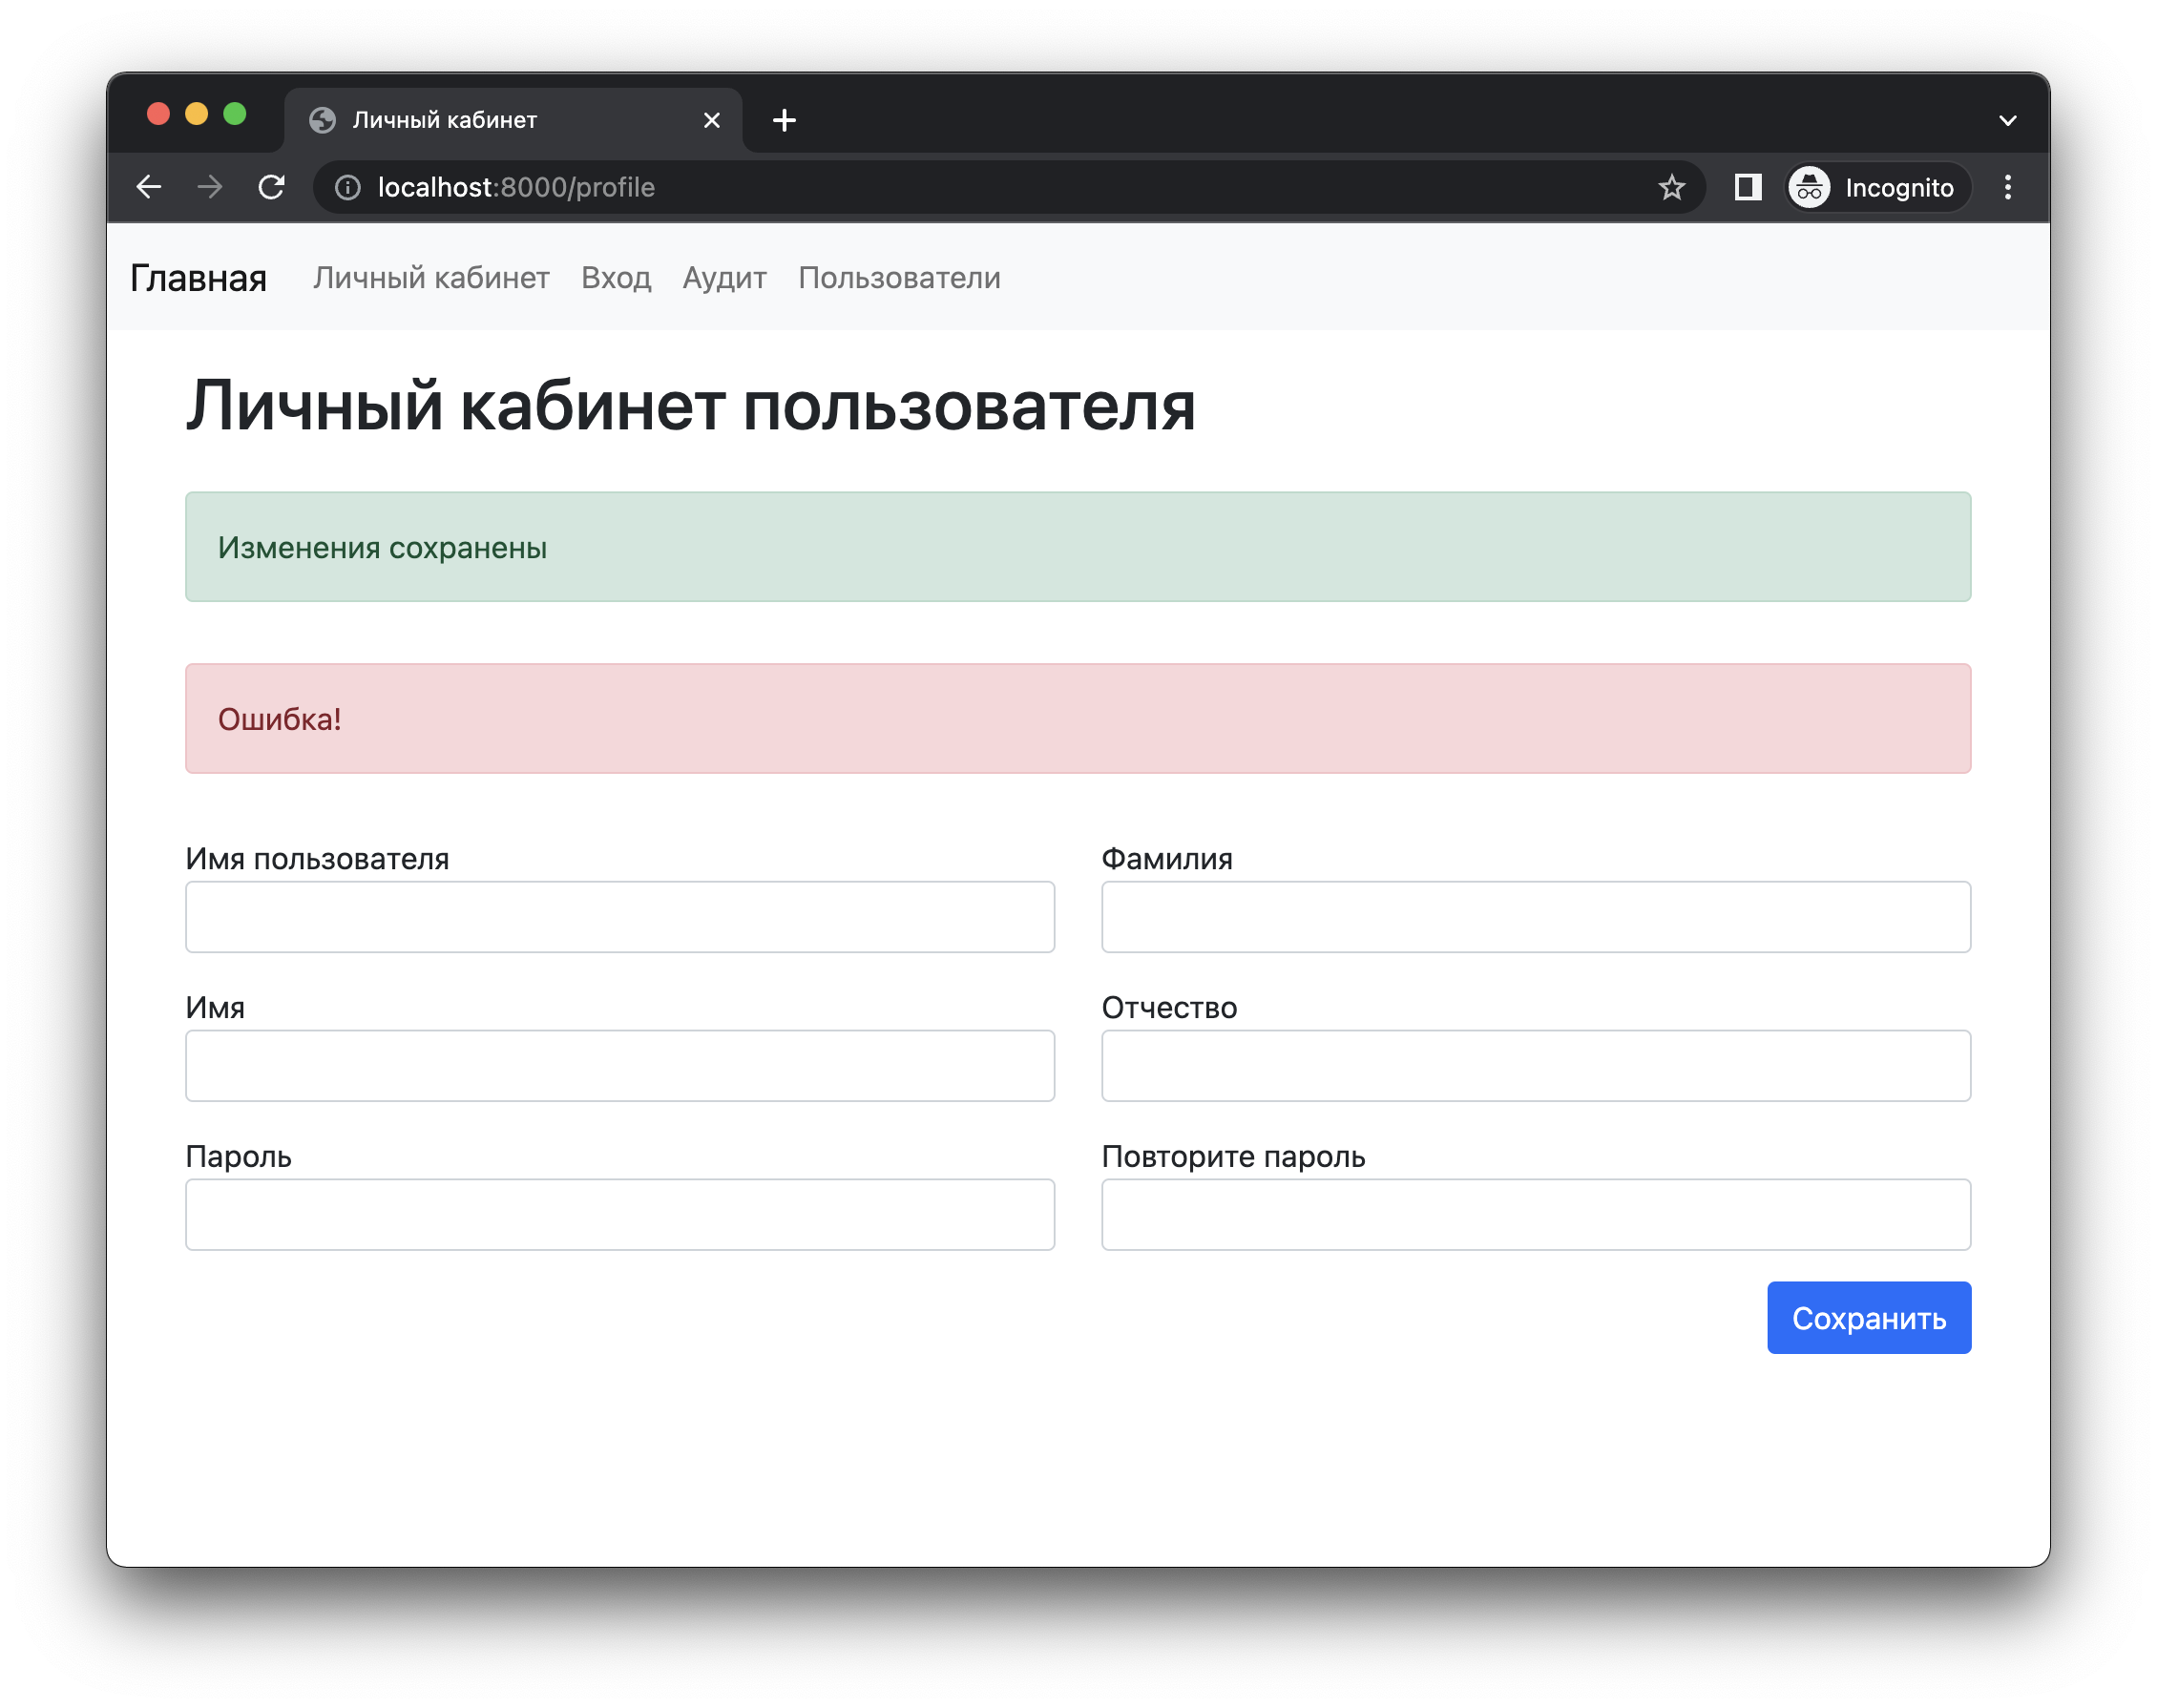 Личный кабинет
localhost:8000/profile
Incognito
Главная Личный кабинет Вход Аудит Пользователи
Личный кабинет пользователя
Изменения сохранены
Ошибка!
Имя пользователя Фамилия
Имя Отчество
Пароль Повторите пароль
Сохранить